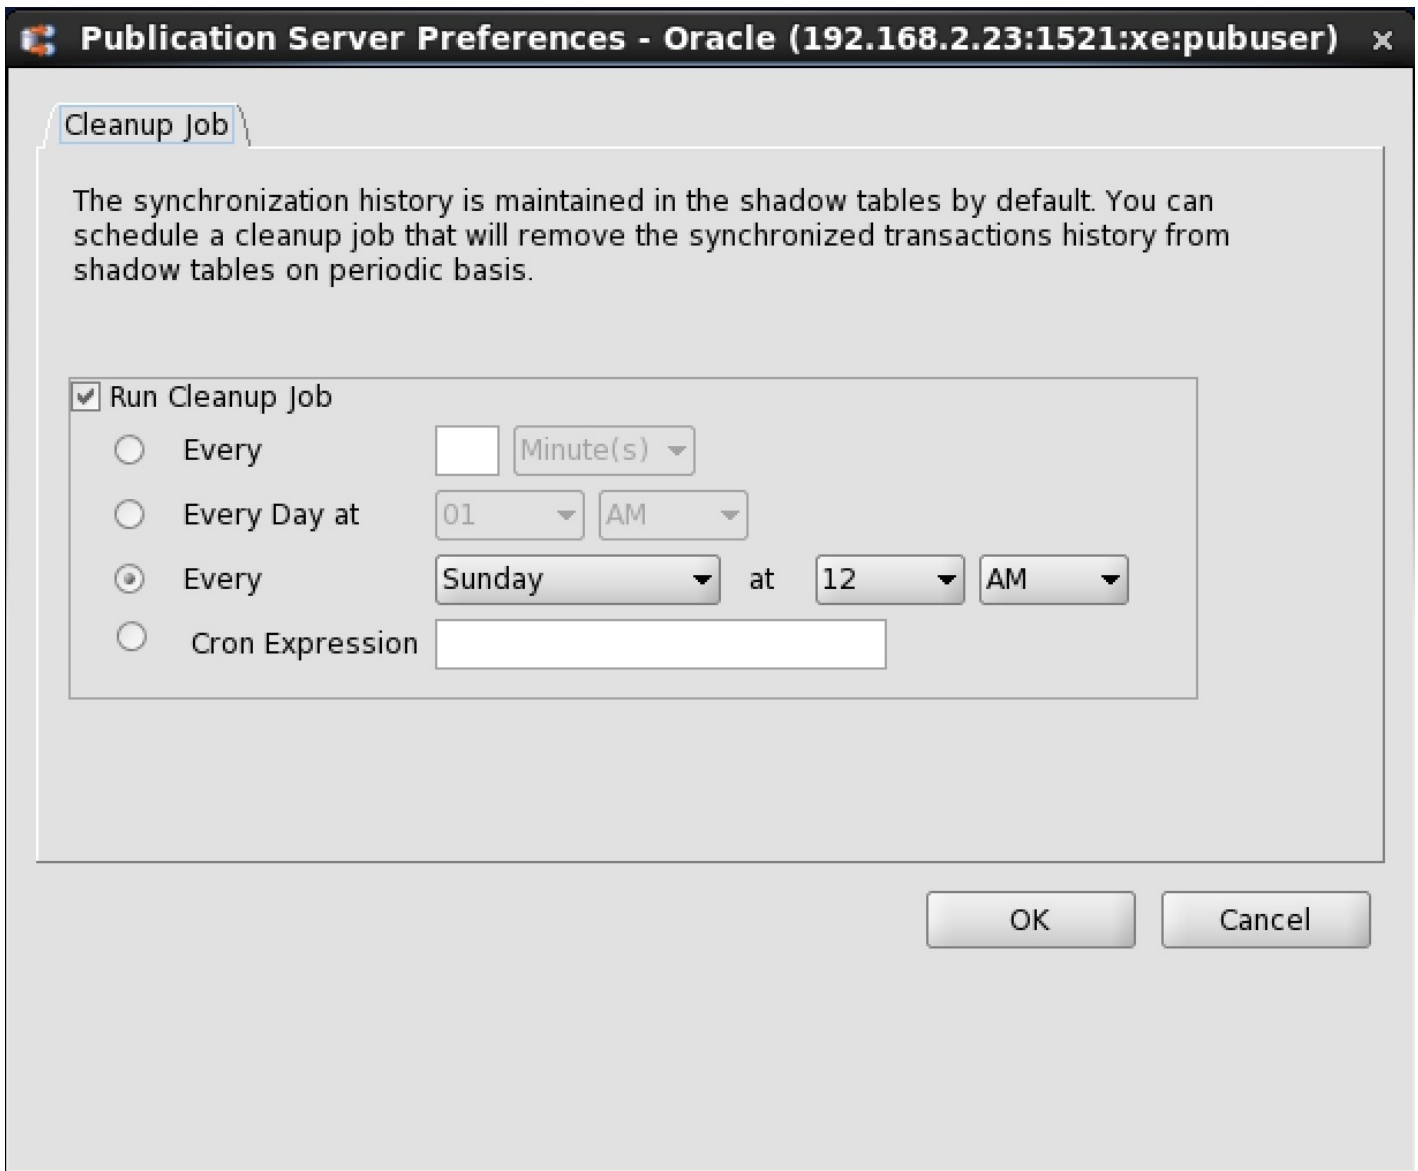 Publication Server Preferences - Oracle (192.168.2.23:1521:xe:pubuser)
Cleanup Job
The synchronization history is maintained in the shadow tables by default. You can
schedule a cleanup job that will remove the synchronized transactions history from
shadow tables on periodic basis.
Run Cleanup Job
Every Minute(s)
Every Day at 01 AM
Every Sunday at 12 AM
Cron Expression
OK Cancel